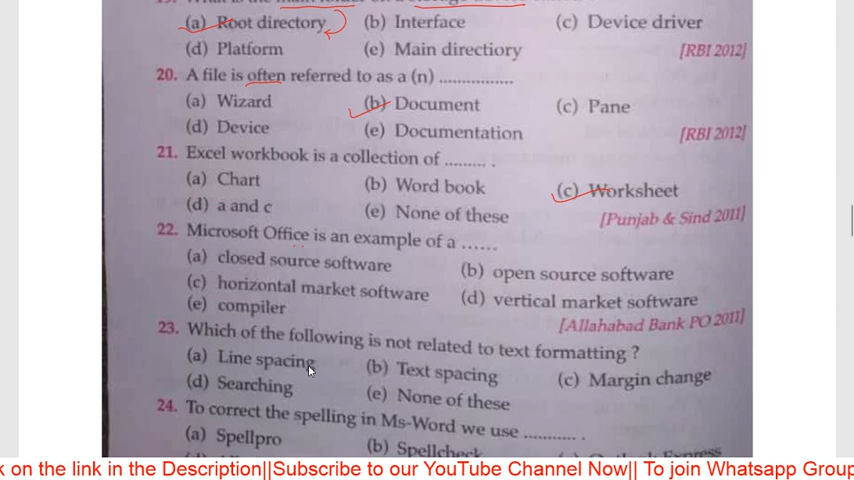 (a) Root directory (b) Interface (c) Device driver
(d) Platform (e) Main directiory [RBI 2012]
20. A file is often referred to as a (n) ................
(a) Wizard (b) Document (c) Pane
(d) Device (e) Documentation [RBI 2012]
21. Excel workbook is a collection of ......... .
(a) Chart (b) Word book (c) Worksheet
(d) a and c (e) None of these [Punjab & Sind 2011]
22. Microsoft Office is an example of a ......
(a) closed source software (b) open source software
(c) horizontal market software (d) vertical market software
(e) compiler [Allahabad Bank PO 2011]
23. Which of the following is not related to text formatting ?
(a) Line spacing (b) Text spacing (c) Margin change
(d) Searching (e) None of these
24. To correct the spelling in Ms-Word we use ........... .
(a) Spellpro (b) Spellcheck Express
k on the link in the Description||Subscribe to our YouTube Channel Now|| To join Whatsapp Group